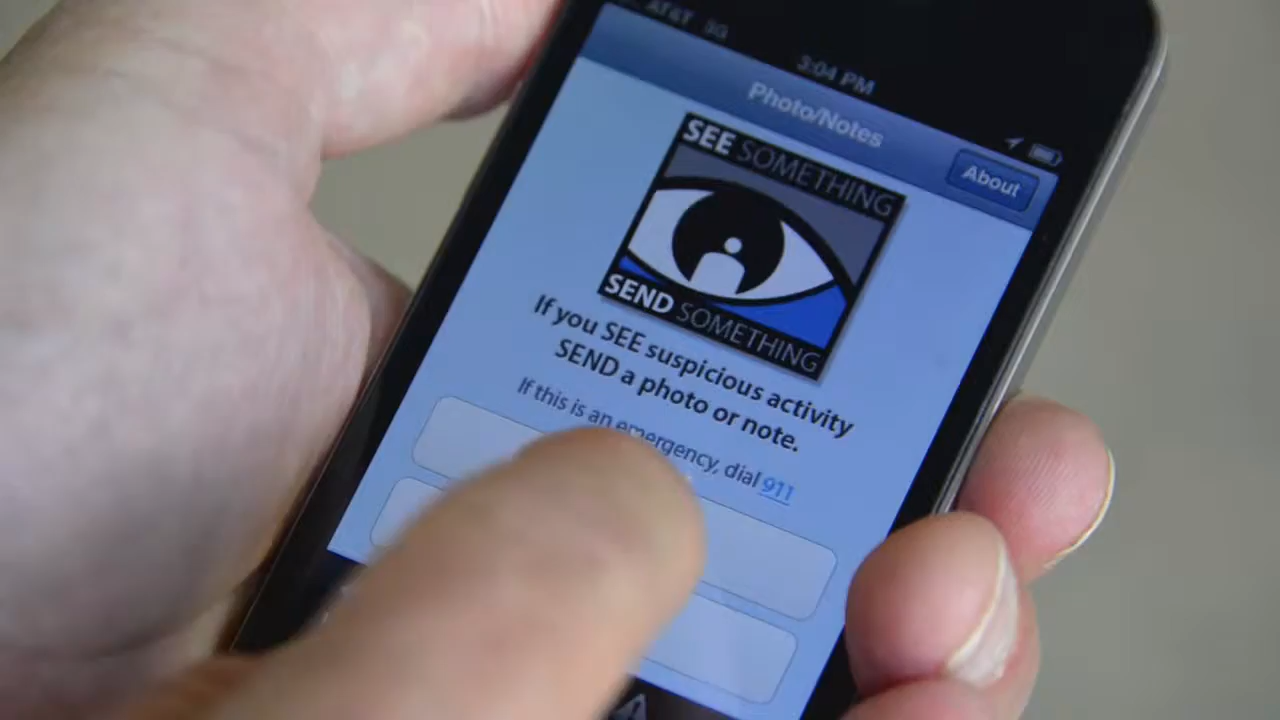 AT&T 3G
3:04 PM
Photo/Notes
About
SEE SOMETHING
SEND SOMETHING
If you SEE suspicious activity
SEND a photo or note.
If this is an emergency, dial 911